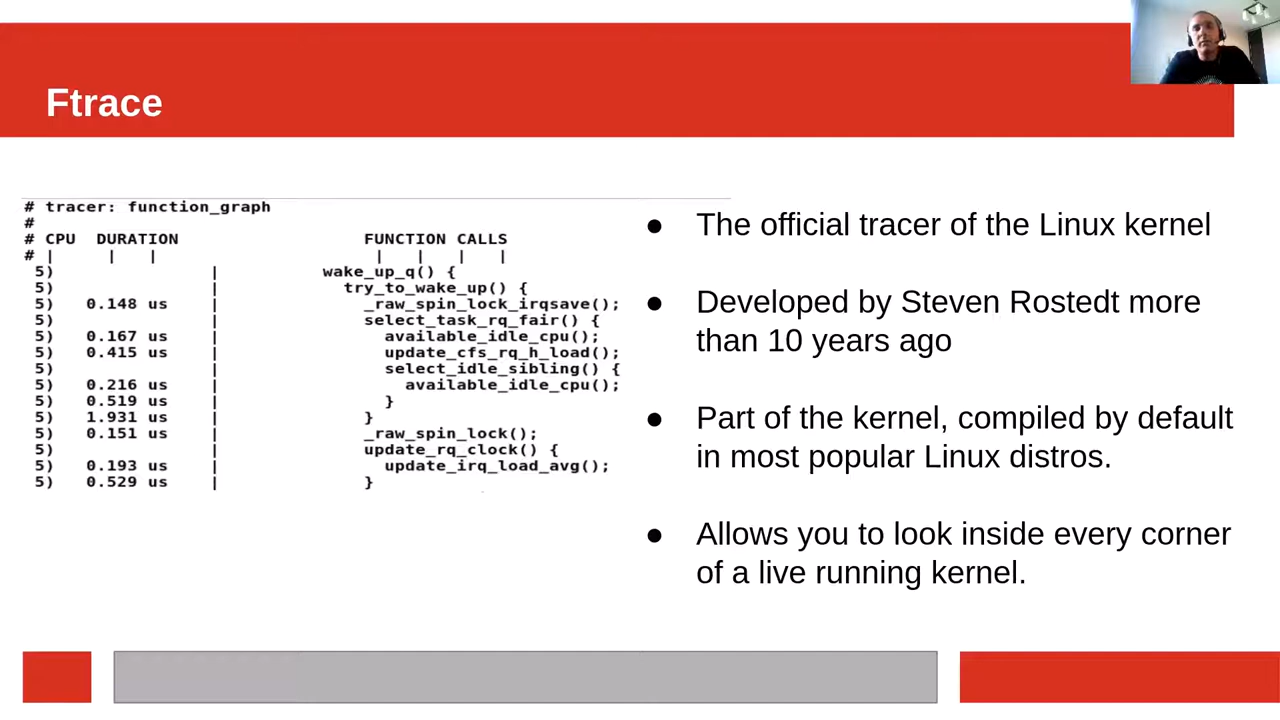 Ftrace
# tracer: function_graph
#
# CPU  DURATION                  FUNCTION CALLS
# |     |   |                     |   |   |   |
 5)               |          wake_up_q() {
 5)               |            try_to_wake_up() {
 5)   0.148 us    |              _raw_spin_lock_irqsave();
 5)               |              select_task_rq_fair() {
 5)   0.167 us    |                available_idle_cpu();
 5)   0.415 us    |                update_cfs_rq_h_load();
 5)               |                select_idle_sibling() {
 5)   0.216 us    |                  available_idle_cpu();
 5)   0.519 us    |                }
 5)   1.931 us    |              }
 5)   0.151 us    |              _raw_spin_lock();
 5)               |              update_rq_clock() {
 5)   0.193 us    |                update_irq_load_avg();
 5)   0.529 us    |              }
● The official tracer of the Linux kernel
● Developed by Steven Rostedt more
than 10 years ago
● Part of the kernel, compiled by default
in most popular Linux distros.
● Allows you to look inside every corner
of a live running kernel.